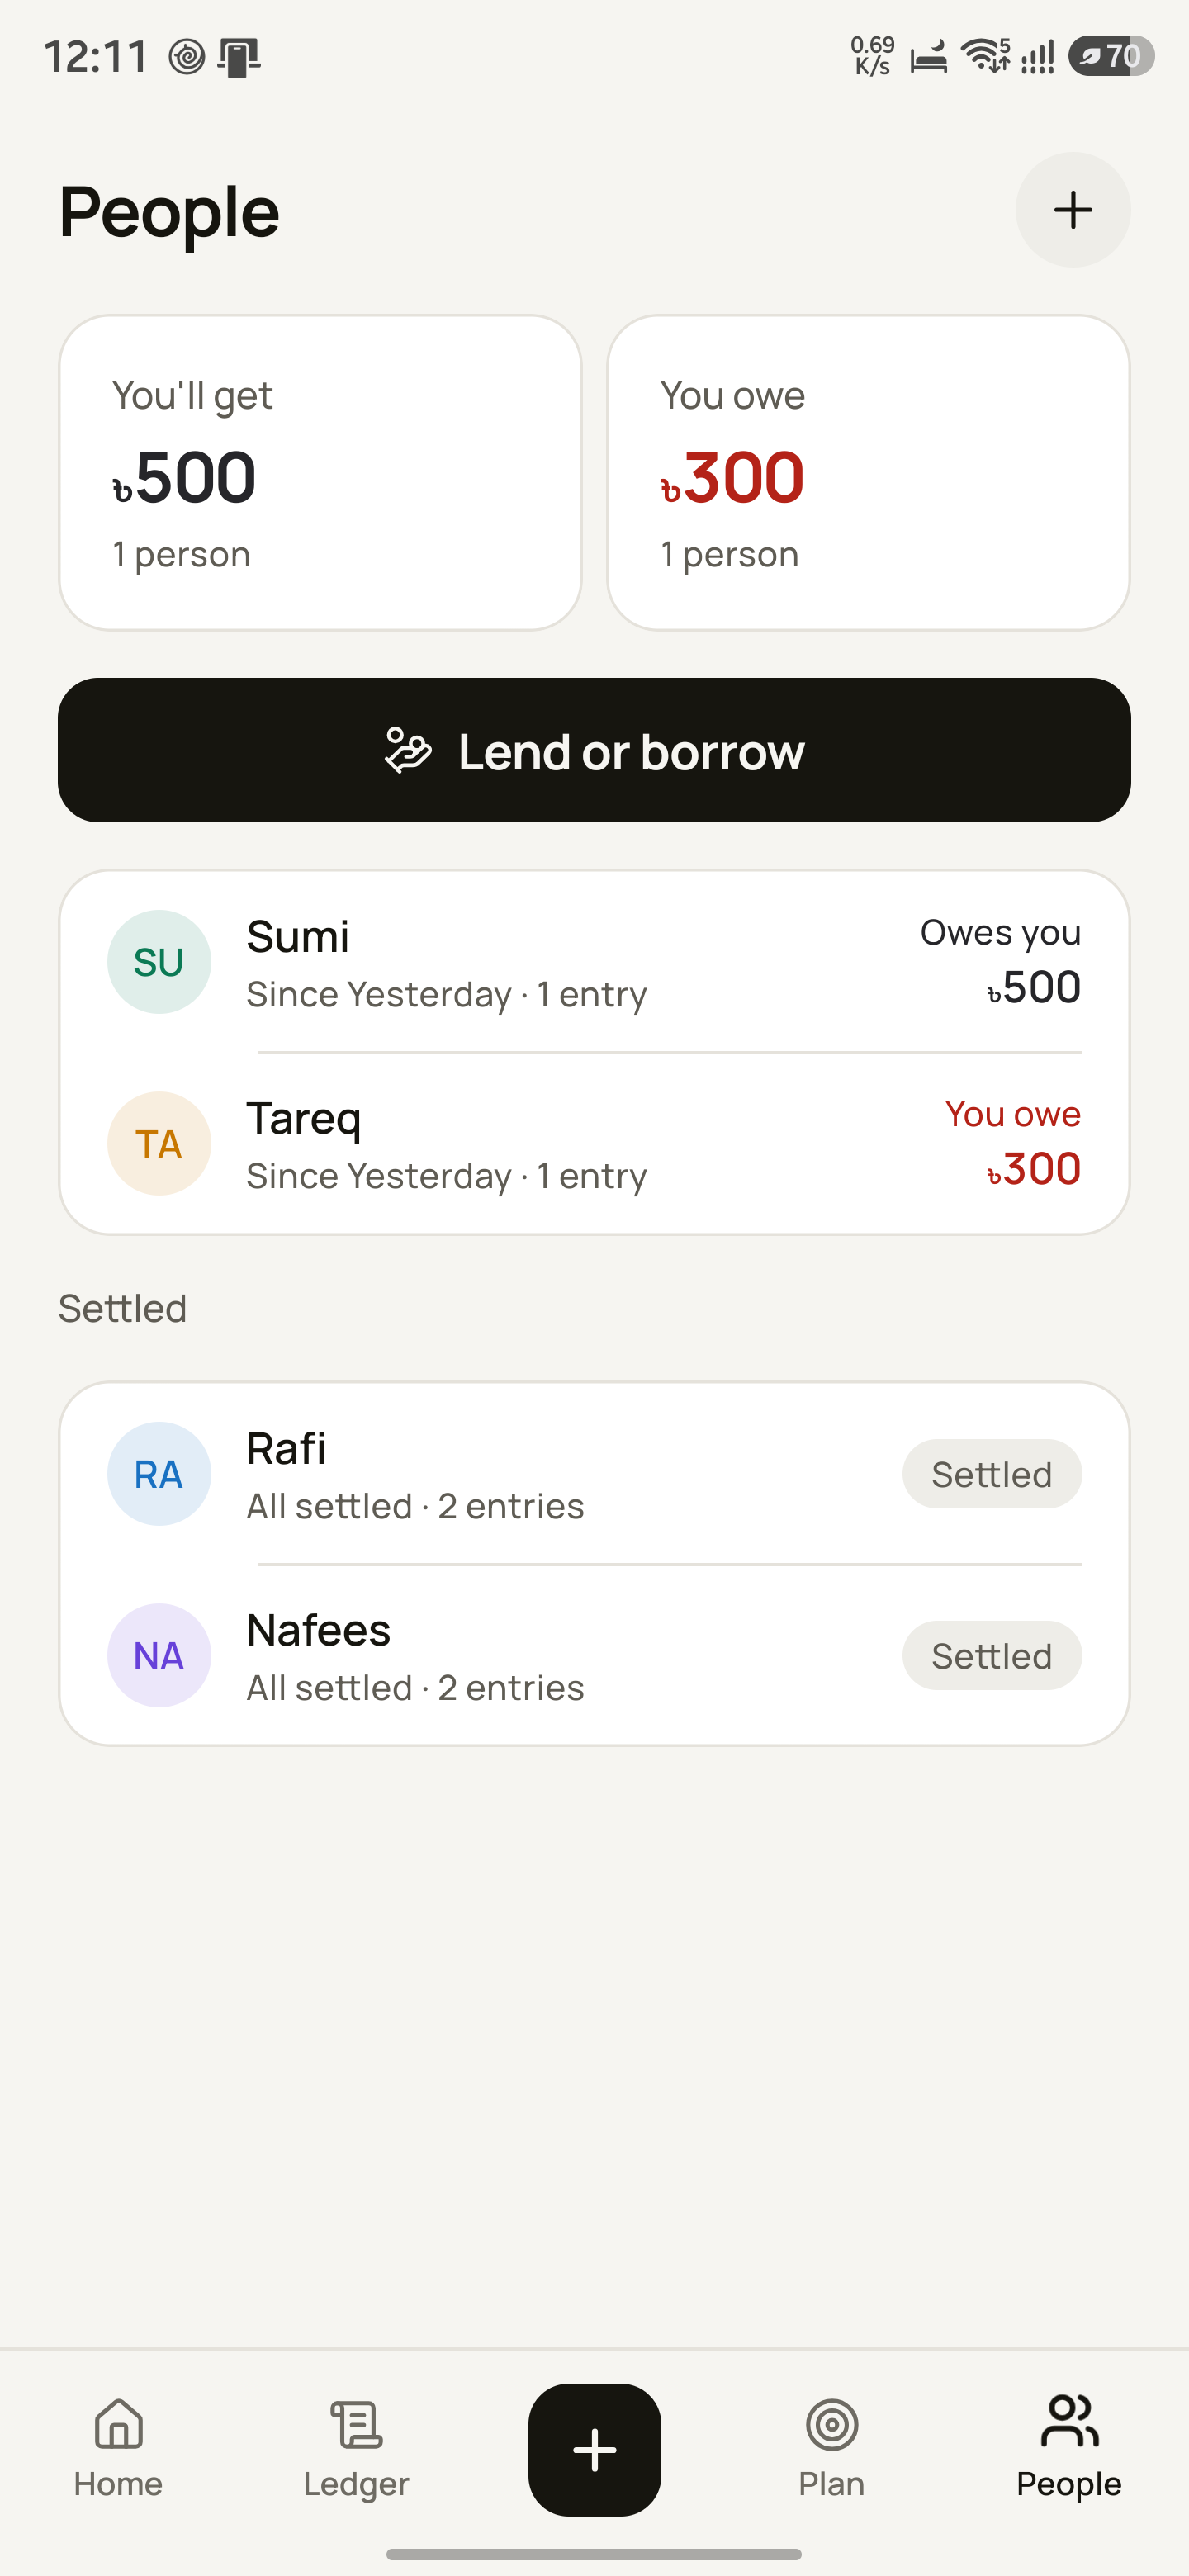 12:11
0.69
K/s
5
70
People
You'll get
৳500
1 person
You owe
৳300
1 person
Lend or borrow
SU
Sumi
Since Yesterday · 1 entry
Owes you
৳500
TA
Tareq
Since Yesterday · 1 entry
You owe
৳300
Settled
RA
Rafi
All settled · 2 entries
Settled
NA
Nafees
All settled · 2 entries
Settled
Home
Ledger
Plan
People